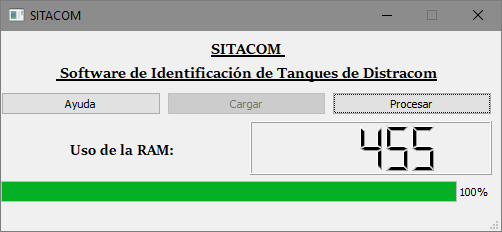 SITACOM
SITACOM
Software de Identificación de Tanques de Distracom
Ayuda
Cargar
Procesar
Uso de la RAM:
455
100%